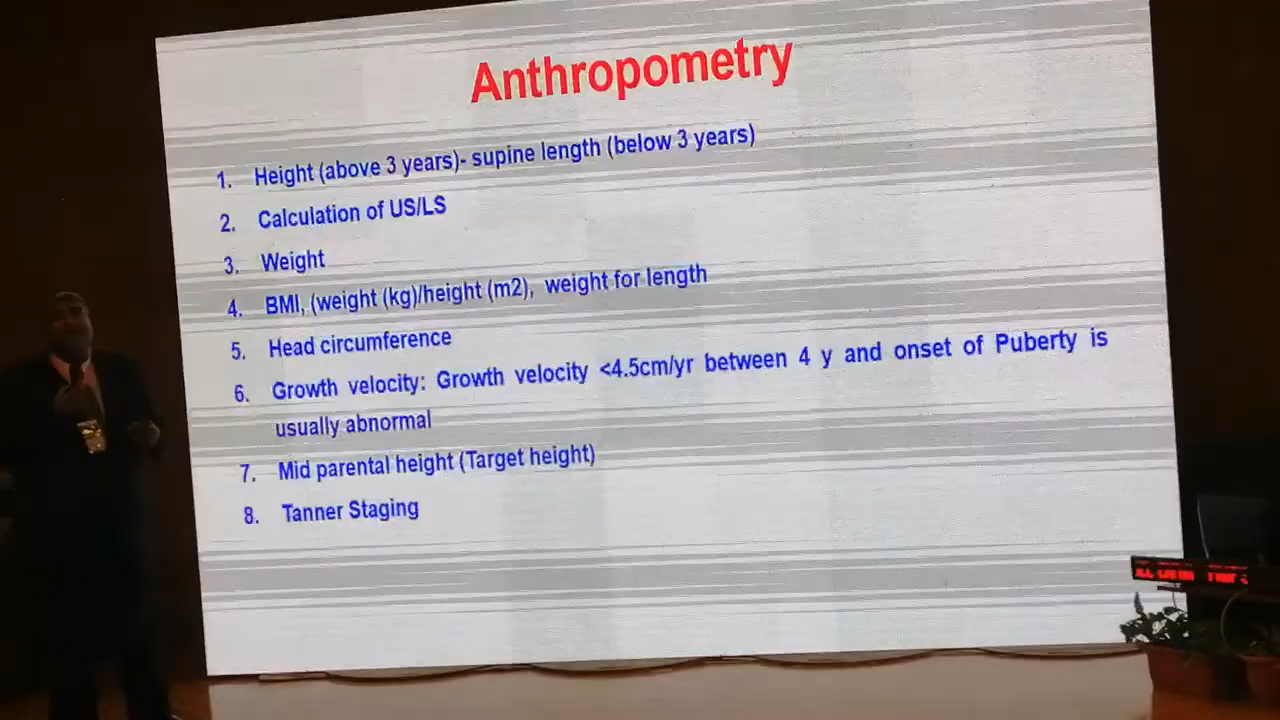 Anthropometry
1. Height (above 3 years)- supine length (below 3 years)
2. Calculation of US/LS
3. Weight
4. BMI, (weight (kg)/height (m2), weight for length
5. Head circumference
6. Growth velocity: Growth velocity <4.5cm/yr between 4 y and onset of Puberty is
usually abnormal
7. Mid parental height (Target height)
8. Tanner Staging